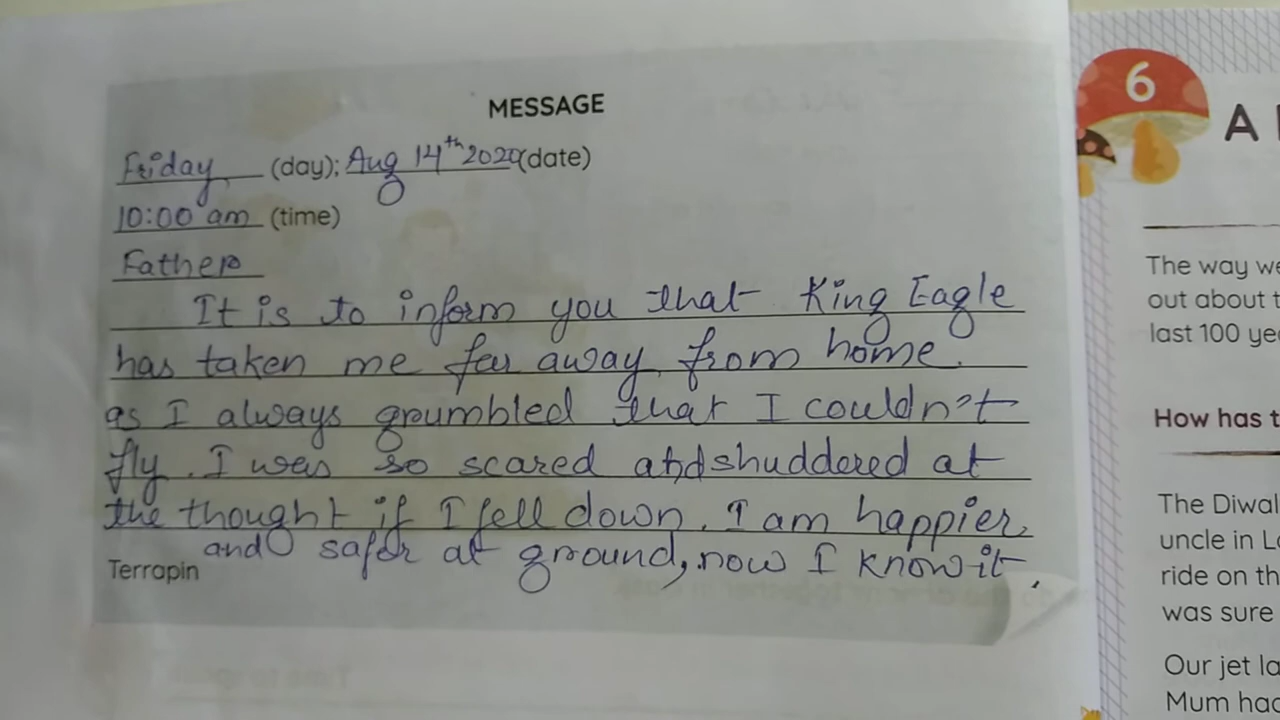 MESSAGE
Friday (day); Aug 14th 2020 (date)
10:00 am (time)
Father
It is to inform you that King Eagle
has taken me far away from home.
as I always grumbled that I couldn't
fly. I was so scared and shuddered at
the thought if I fell down. I am happier
and safer at ground, now I know it.
Terrapin
6
A
The way we
out about t
last 100 ye
How has t
The Diwal
uncle in Lo
ride on th
was sure
Our jet la
Mum had